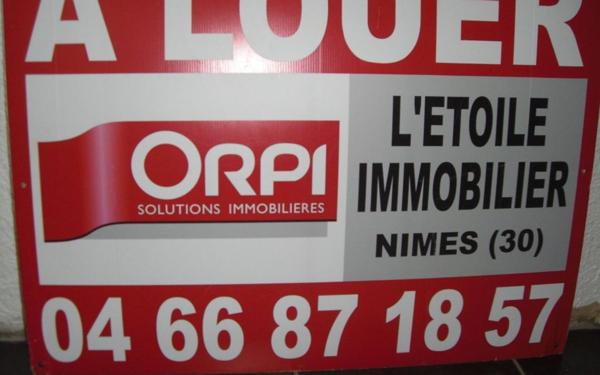 A LOUER
ORPI
SOLUTIONS IMMOBILIERES
L'ETOILE
IMMOBILIER
NIMES (30)
04 66 87 18 57